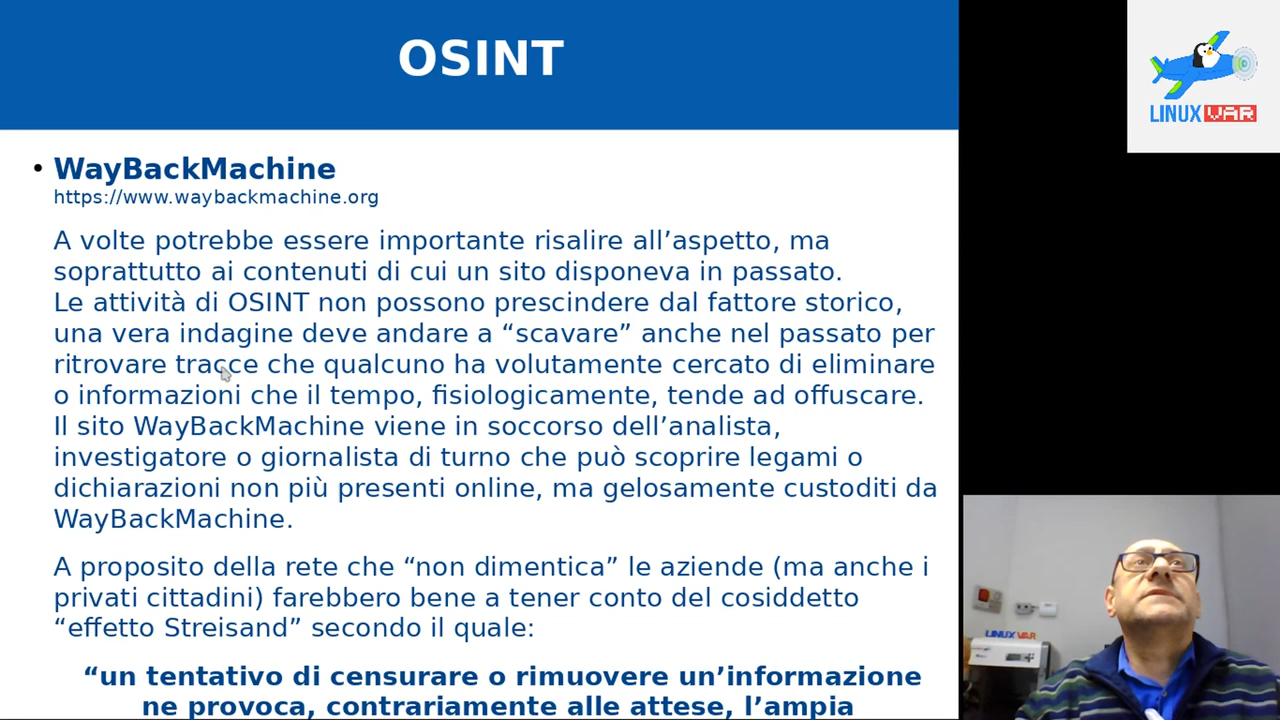 OSINT
LINUX VAR
• WayBackMachine
https://www.waybackmachine.org
A volte potrebbe essere importante risalire all’aspetto, ma
soprattutto ai contenuti di cui un sito disponeva in passato.
Le attività di OSINT non possono prescindere dal fattore storico,
una vera indagine deve andare a “scavare” anche nel passato per
ritrovare tracce che qualcuno ha volutamente cercato di eliminare
o informazioni che il tempo, fisiologicamente, tende ad offuscare.
Il sito WayBackMachine viene in soccorso dell’analista,
investigatore o giornalista di turno che può scoprire legami o
dichiarazioni non più presenti online, ma gelosamente custoditi da
WayBackMachine.
A proposito della rete che “non dimentica” le aziende (ma anche i
privati cittadini) farebbero bene a tener conto del cosiddetto
“effetto Streisand” secondo il quale:
“un tentativo di censurare o rimuovere un’informazione
ne provoca, contrariamente alle attese, l’ampia
LINUX VAR